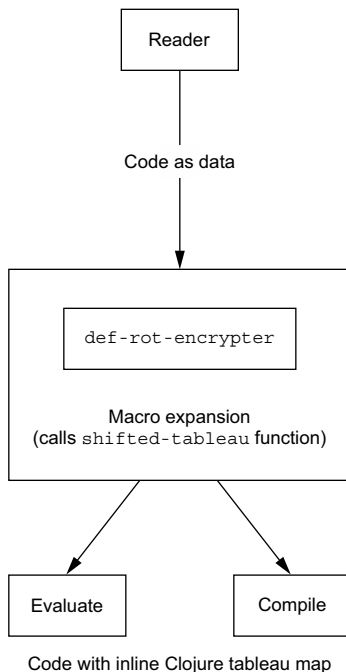 Reader
Code as data
def-rot-encrypter
Macro expansion
(calls shifted-tableau function)
Evaluate
Compile
Code with inline Clojure tableau map